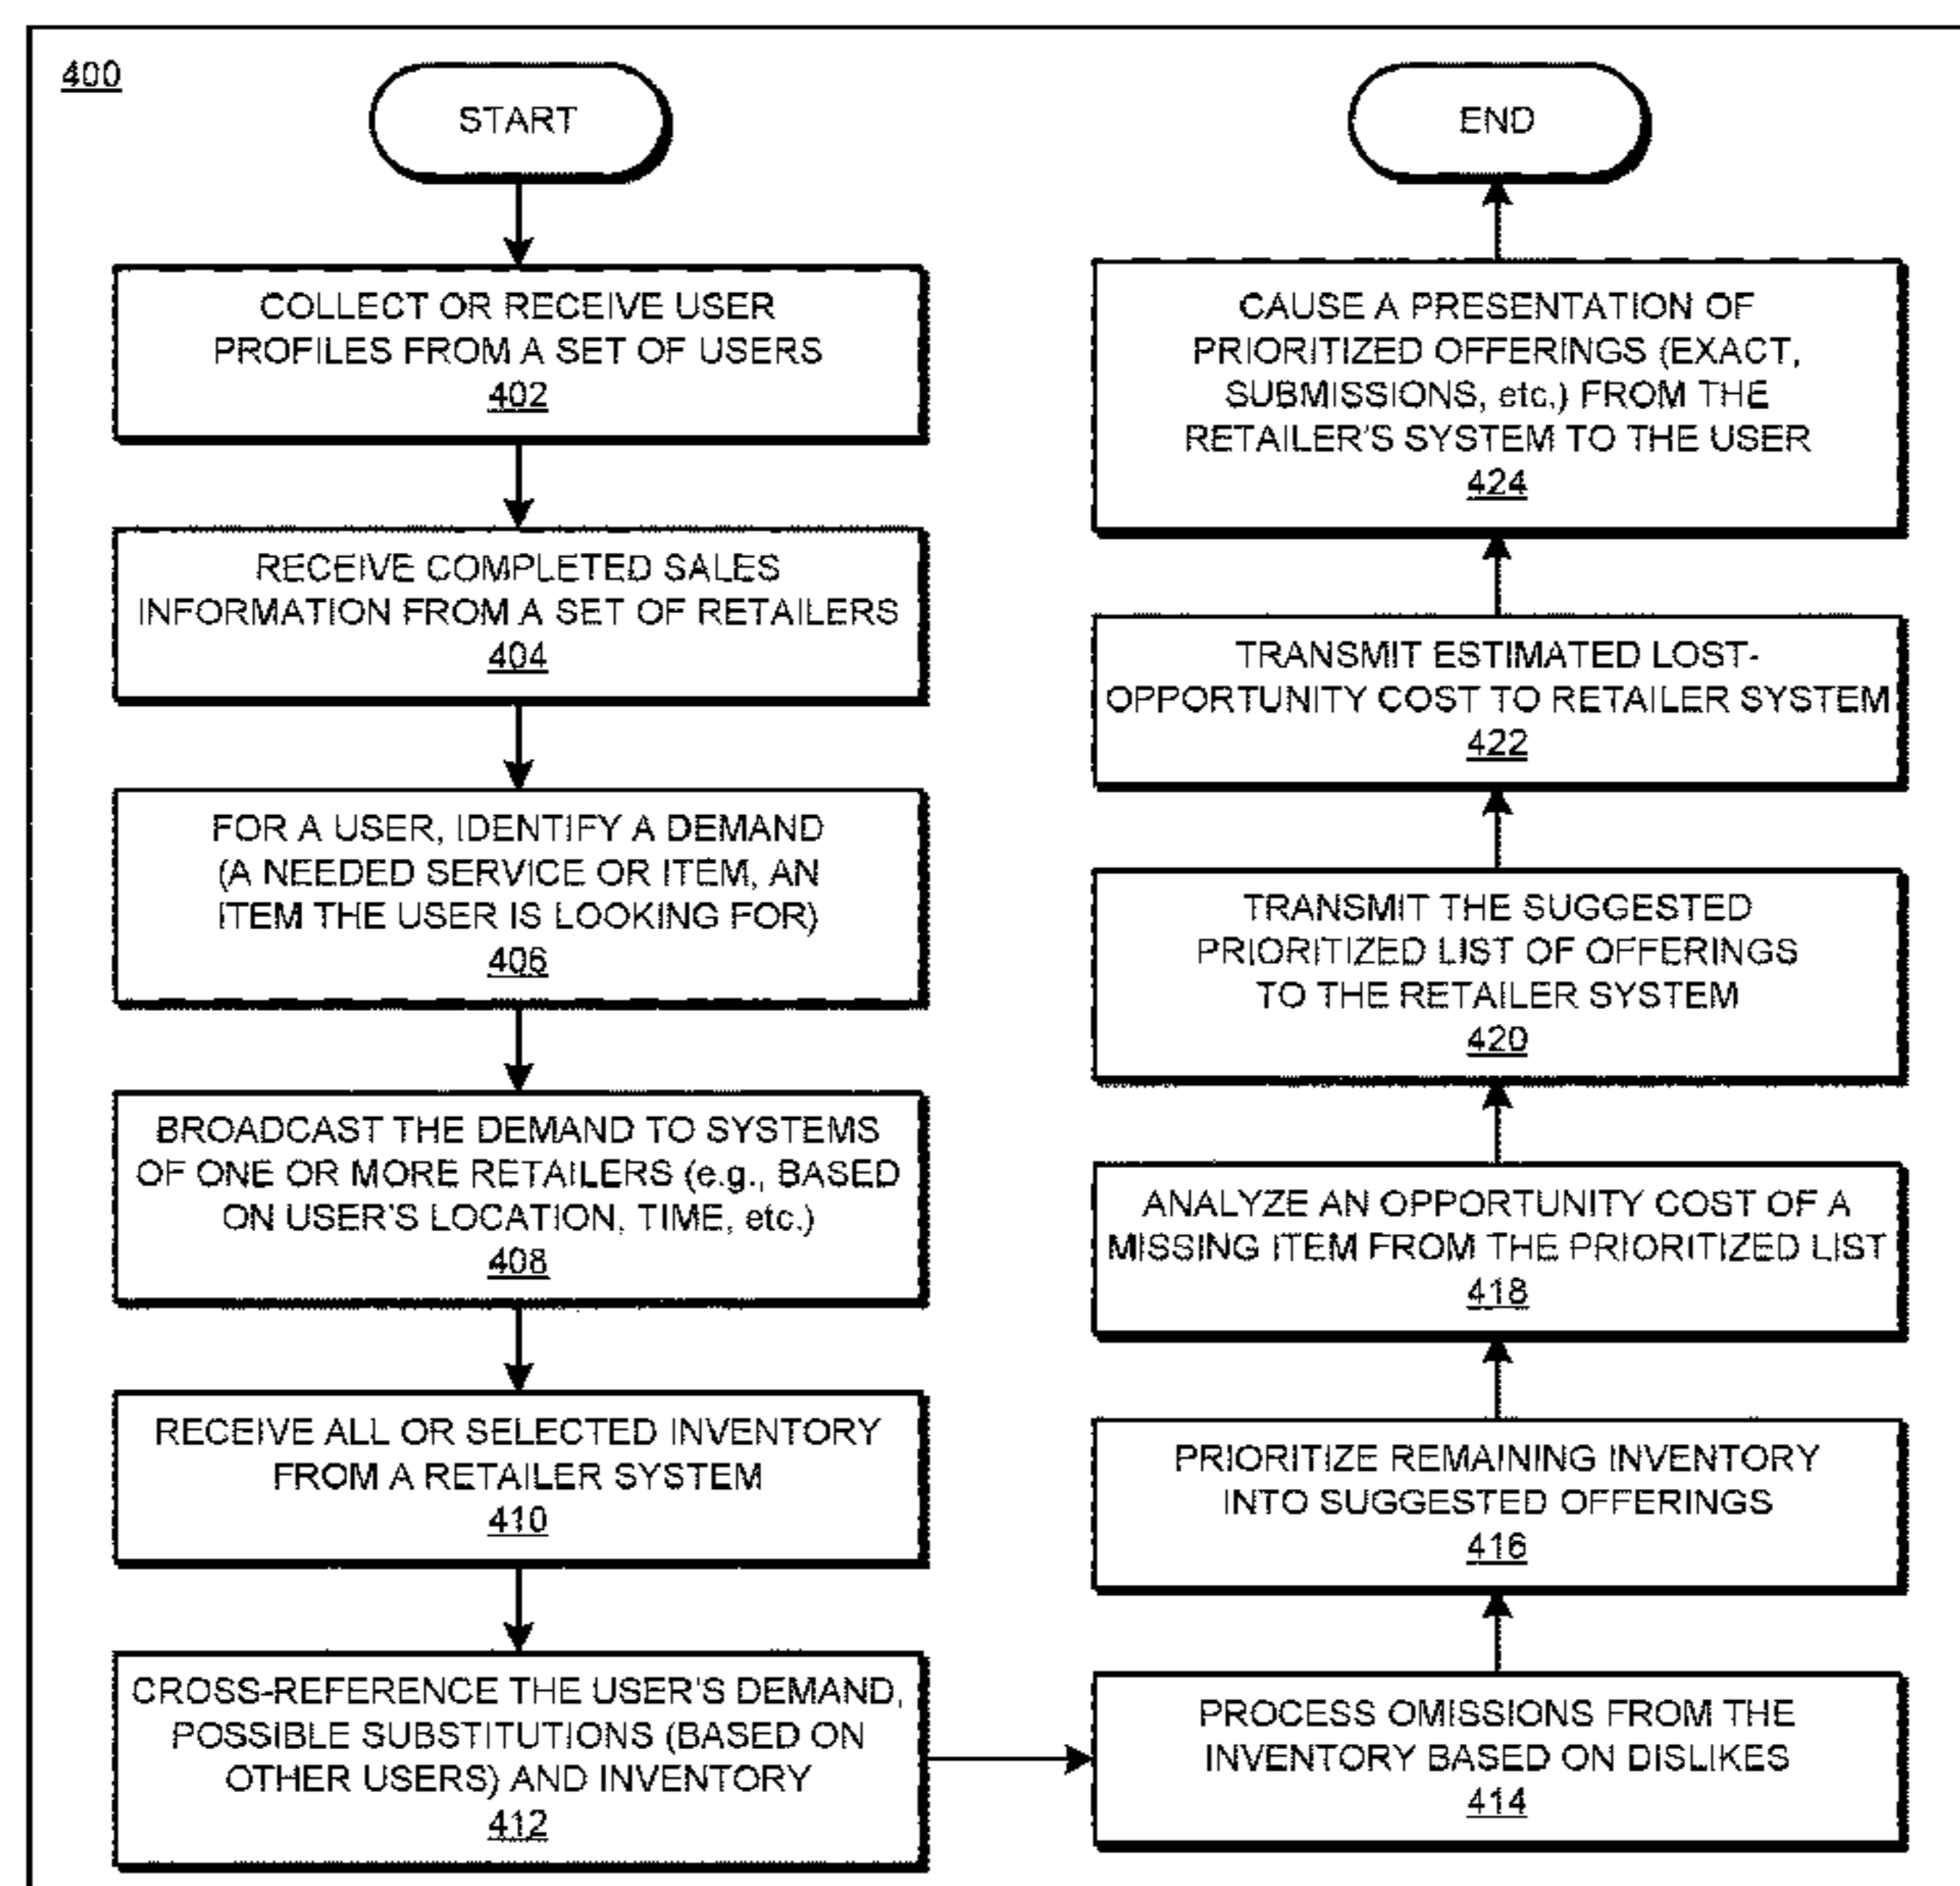 400
START
COLLECT OR RECEIVE USER
PROFILES FROM A SET OF USERS
402
RECEIVE COMPLETED SALES
INFORMATION FROM A SET OF RETAILERS
404
FOR A USER, IDENTIFY A DEMAND
(A NEEDED SERVICE OR ITEM, AN
ITEM THE USER IS LOOKING FOR)
406
BROADCAST THE DEMAND TO SYSTEMS
OF ONE OR MORE RETAILERS (e.g., BASED
ON USER'S LOCATION, TIME, etc.)
408
RECEIVE ALL OR SELECTED INVENTORY
FROM A RETAILER SYSTEM
410
CROSS-REFERENCE THE USER'S DEMAND,
POSSIBLE SUBSTITUTIONS (BASED ON
OTHER USERS) AND INVENTORY
412
PROCESS OMISSIONS FROM THE
INVENTORY BASED ON DISLIKES
414
PRIORITIZE REMAINING INVENTORY
INTO SUGGESTED OFFERINGS
416
ANALYZE AN OPPORTUNITY COST OF A
MISSING ITEM FROM THE PRIORITIZED LIST
418
TRANSMIT THE SUGGESTED
PRIORITIZED LIST OF OFFERINGS
TO THE RETAILER SYSTEM
420
TRANSMIT ESTIMATED LOST-
OPPORTUNITY COST TO RETAILER SYSTEM
422
CAUSE A PRESENTATION OF
PRIORITIZED OFFERINGS (EXACT,
SUBMISSIONS, etc.) FROM THE
RETAILER'S SYSTEM TO THE USER
424
END